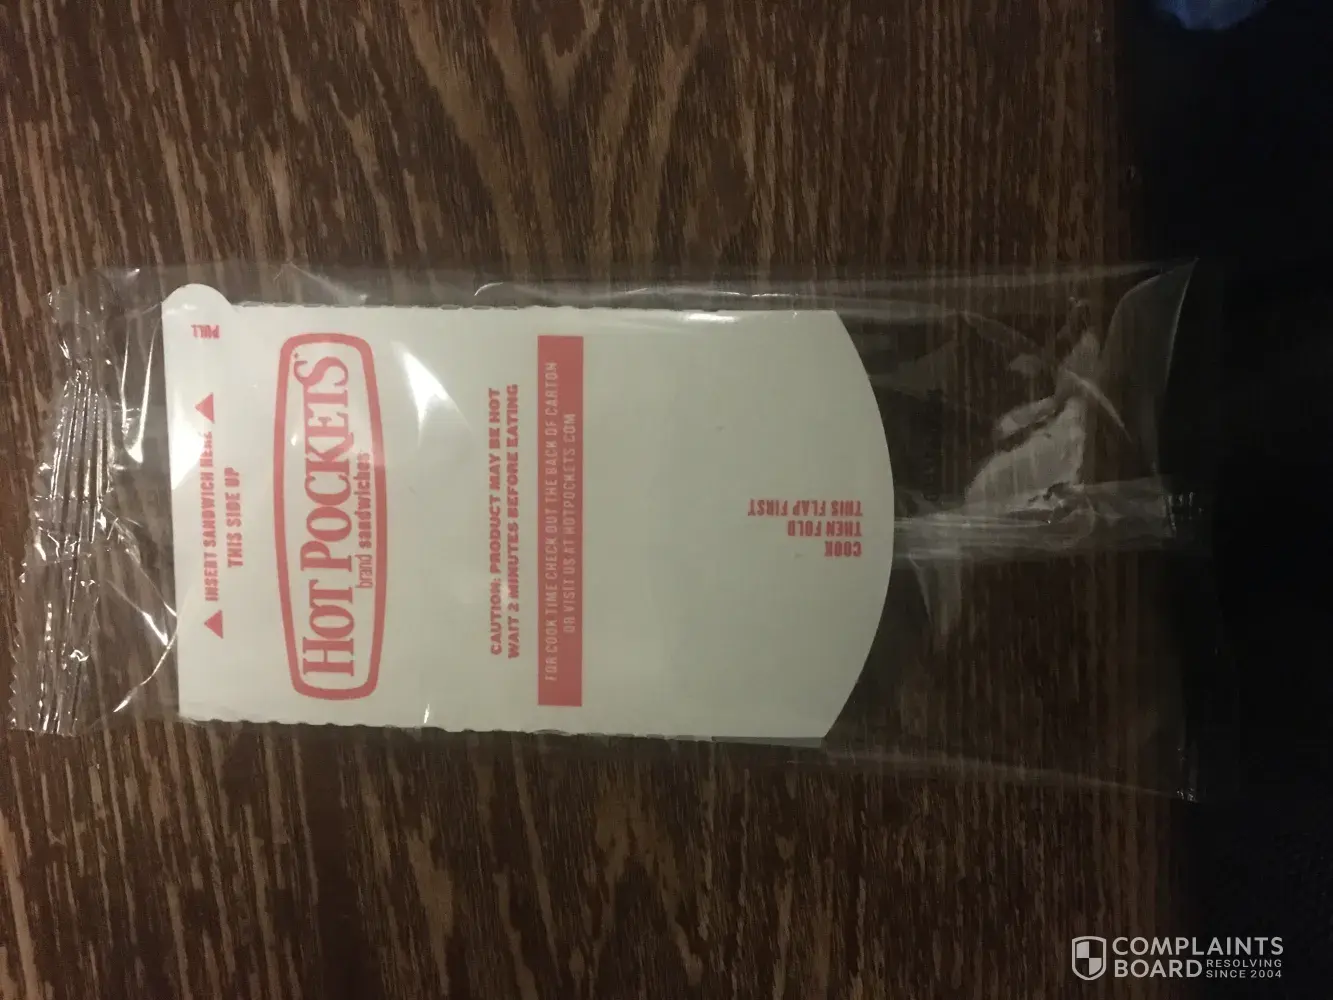 PULL
INSERT SANDWICH HERE
THIS SIDE UP
HOT POCKETS
brand sandwiches
CAUTION: PRODUCT MAY BE HOT
WAIT 2 MINUTES BEFORE EATING
FOR COOK TIME CHECK OUT THE BACK OF CARTON
OR VISIT US AT HOTPOCKETS.COM
COOK
THEN FOLD
THIS FLAP FIRST
COMPLAINTS
BOARD RESOLVING
SINCE 2004